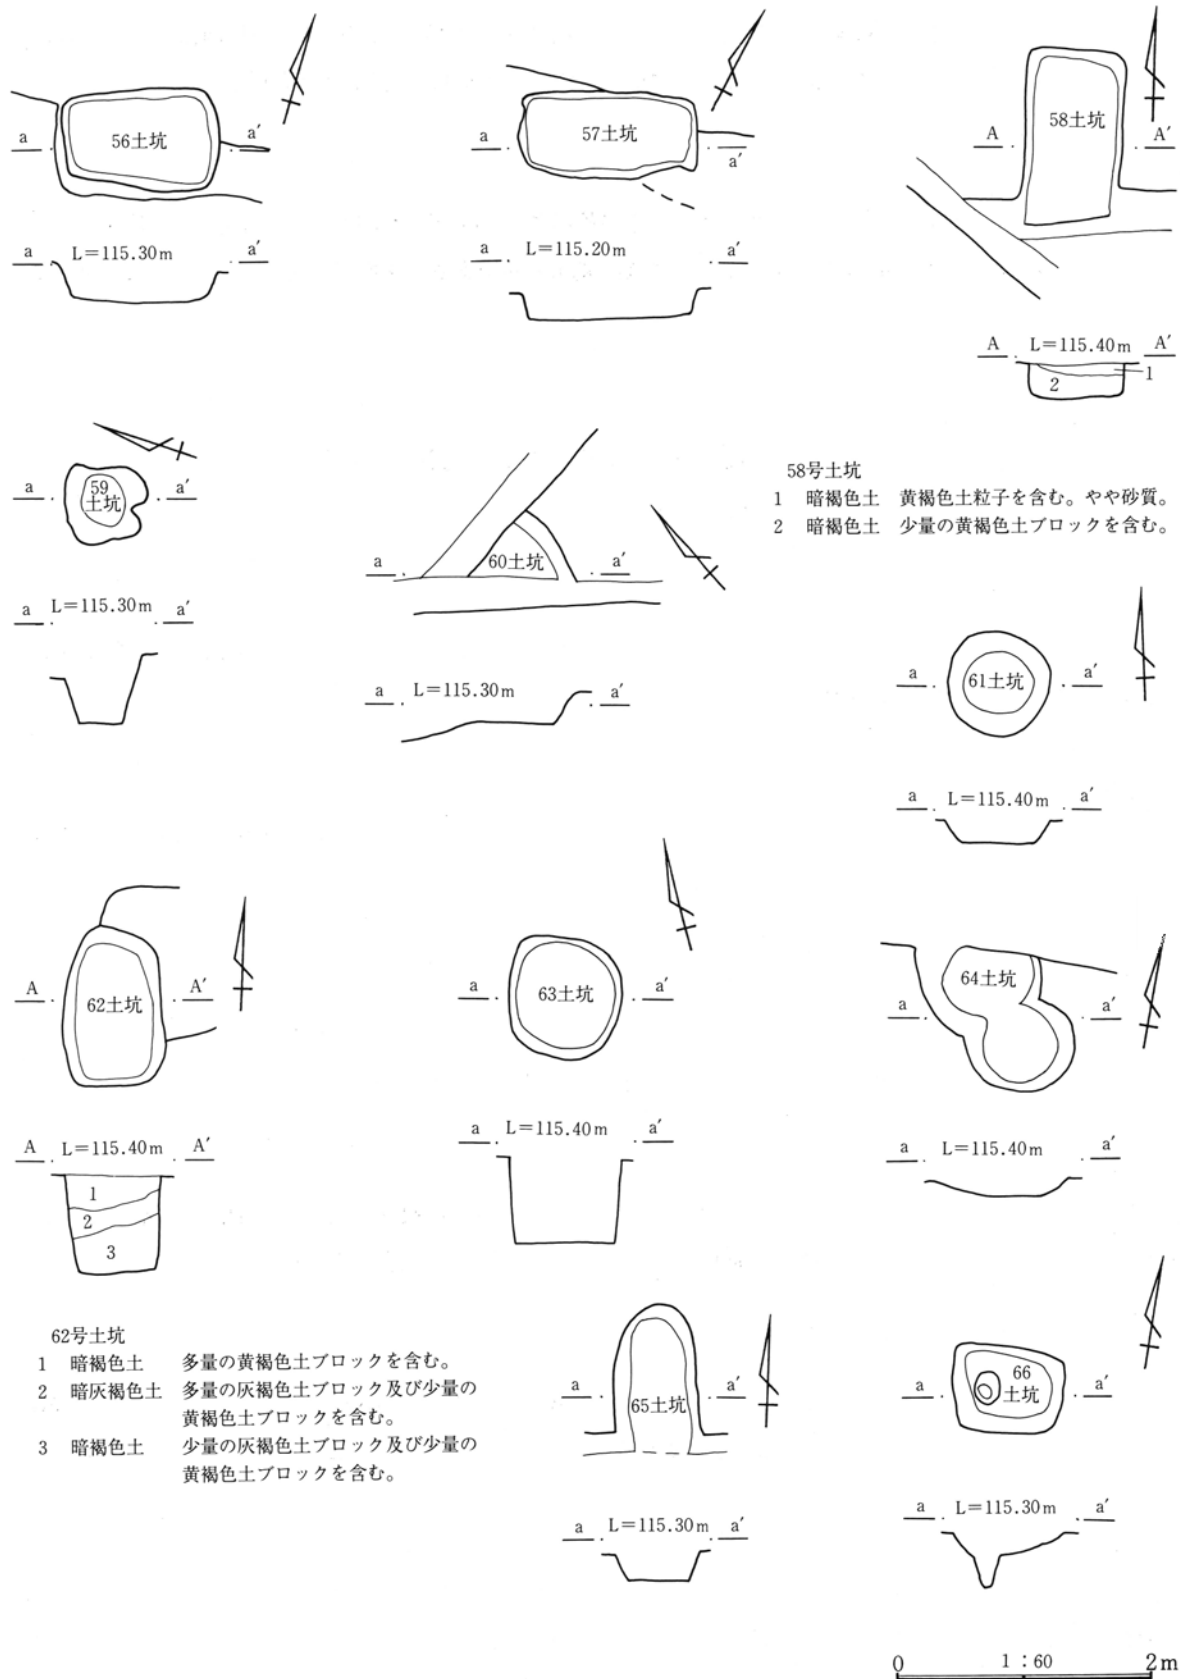 56土坑
a a′
a L=115.30m a′
57土坑
a a′
a L=115.20m a′
58土坑
A A′
A L=115.40m A′
1
2
59
土坑
a a′
a L=115.30m a′
60土坑
a a′
a L=115.30m a′
58号土坑
1 暗褐色土 黄褐色土粒子を含む。やや砂質。
2 暗褐色土 少量の黄褐色土ブロックを含む。
61土坑
a a′
a L=115.40m a′
62土坑
A A′
A L=115.40m A′
1
2
3
63土坑
a a′
a L=115.40m a′
64土坑
a a′
a L=115.40m a′
62号土坑
1 暗褐色土 多量の黄褐色土ブロックを含む。
2 暗灰褐色土 多量の灰褐色土ブロック及び少量の
黄褐色土ブロックを含む。
3 暗褐色土 少量の灰褐色土ブロック及び少量の
黄褐色土ブロックを含む。
65土坑
a a′
a L=115.30m a′
66
土坑
a a′
a L=115.30m a′
0 1:60 2m